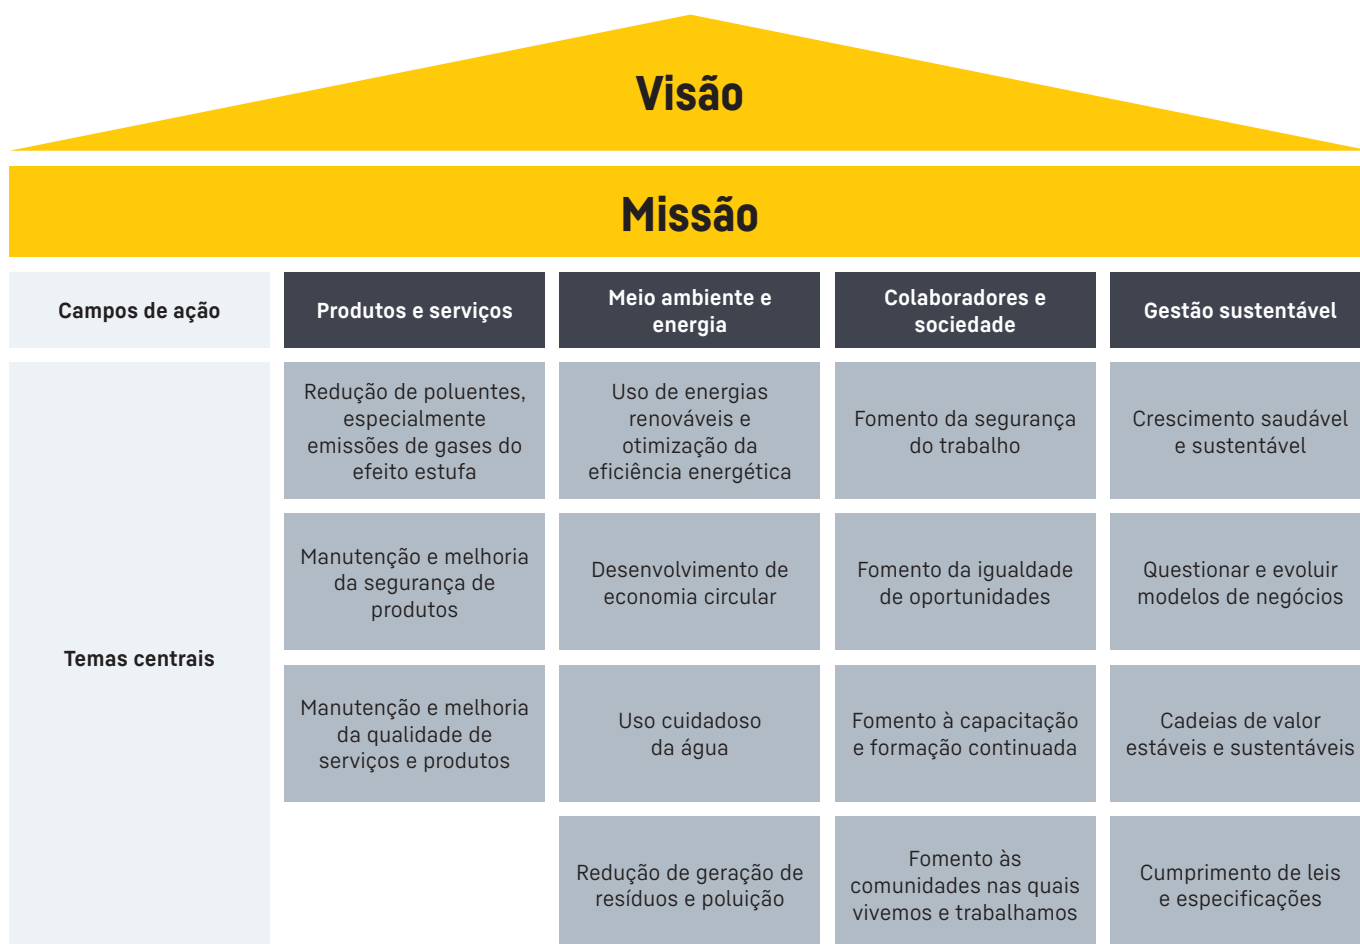 Visão
Missão
Campos de ação
Produtos e serviços
Meio ambiente e
energia
Colaboradores e
sociedade
Gestão sustentável
Temas centrais
Redução de poluentes,
especialmente
emissões de gases do
efeito estufa
Uso de energias
renováveis e
otimização da
eficiência energética
Fomento da segurança
do trabalho
Crescimento saudável
e sustentável
Manutenção e melhoria
da segurança de
produtos
Desenvolvimento de
economia circular
Fomento da igualdade
de oportunidades
Questionar e evoluir
modelos de negócios
Manutenção e melhoria
da qualidade de
serviços e produtos
Uso cuidadoso
da água
Fomento à capacitação
e formação continuada
Cadeias de valor
estáveis e sustentáveis
Redução de geração de
resíduos e poluição
Fomento às
comunidades nas quais
vivemos e trabalhamos
Cumprimento de leis
e especificações